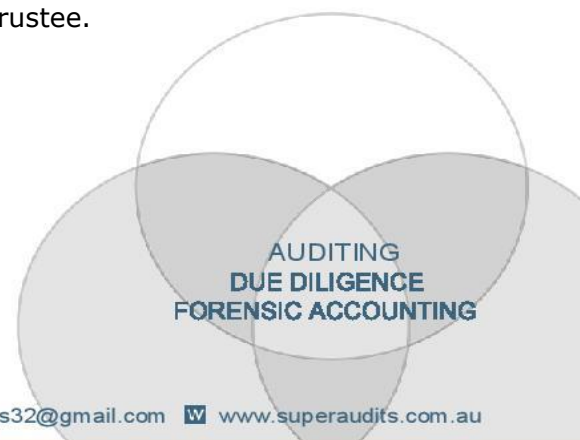 rustee.
AUDITING
DUE DILIGENCE
FORENSIC ACCOUNTING
s32@gmail.com W www.superaudits.com.au